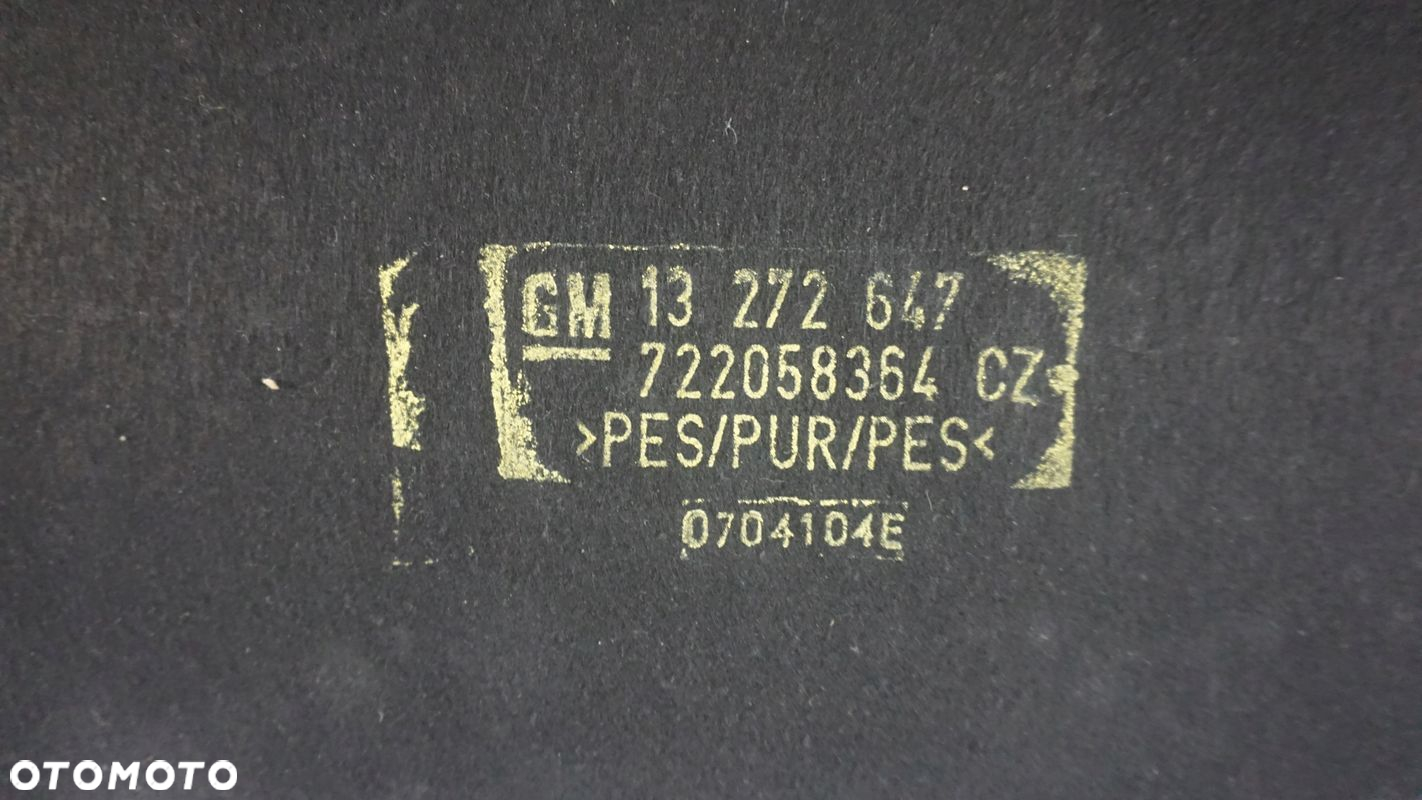 GM 13 272 647
722058364 CZ
>PES/PUR/PES<
0704104E
OTOMOTO